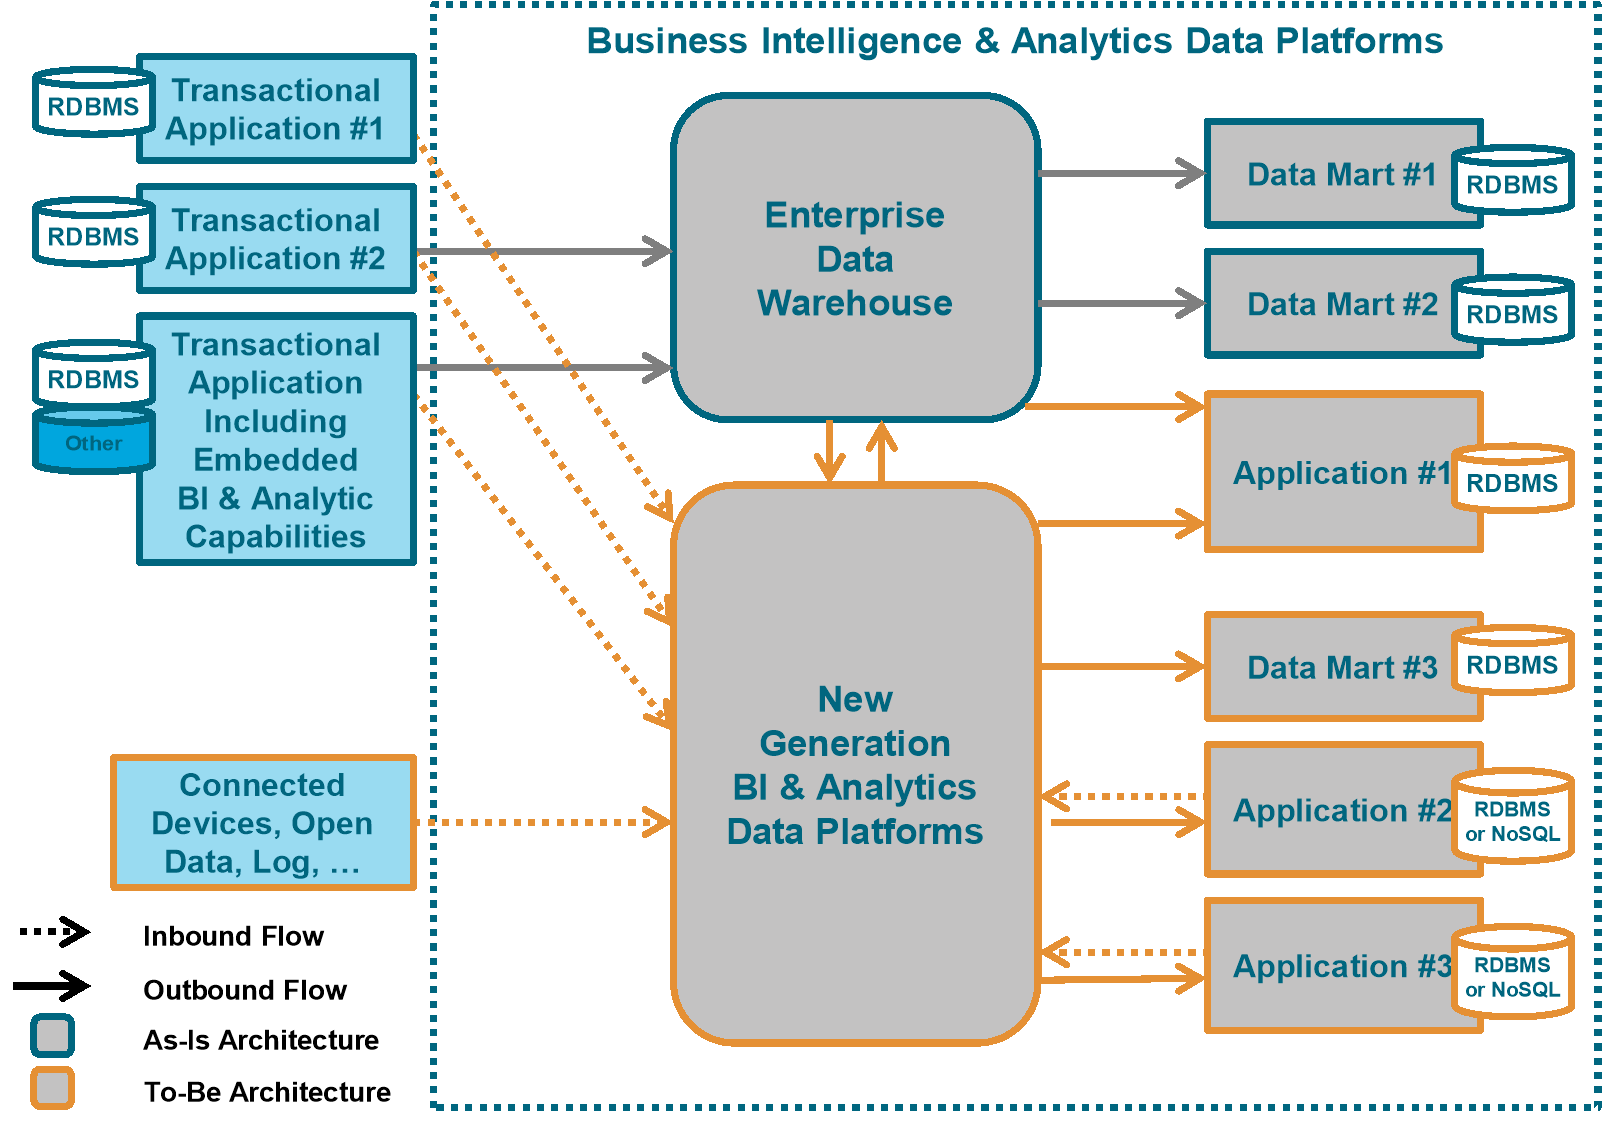 Business Intelligence & Analytics Data Platforms
RDBMS
Transactional
Application #1
RDBMS
Transactional
Application #2
RDBMS
Other
Transactional
Application
Including
Embedded
BI & Analytic
Capabilities
Connected
Devices, Open
Data, Log, …
Enterprise
Data
Warehouse
New
Generation
BI & Analytics
Data Platforms
Data Mart #1
RDBMS
Data Mart #2
RDBMS
Application #1
RDBMS
Data Mart #3
RDBMS
Application #2
RDBMS
or NoSQL
Application #3
RDBMS
or NoSQL
Inbound Flow
Outbound Flow
As-Is Architecture
To-Be Architecture